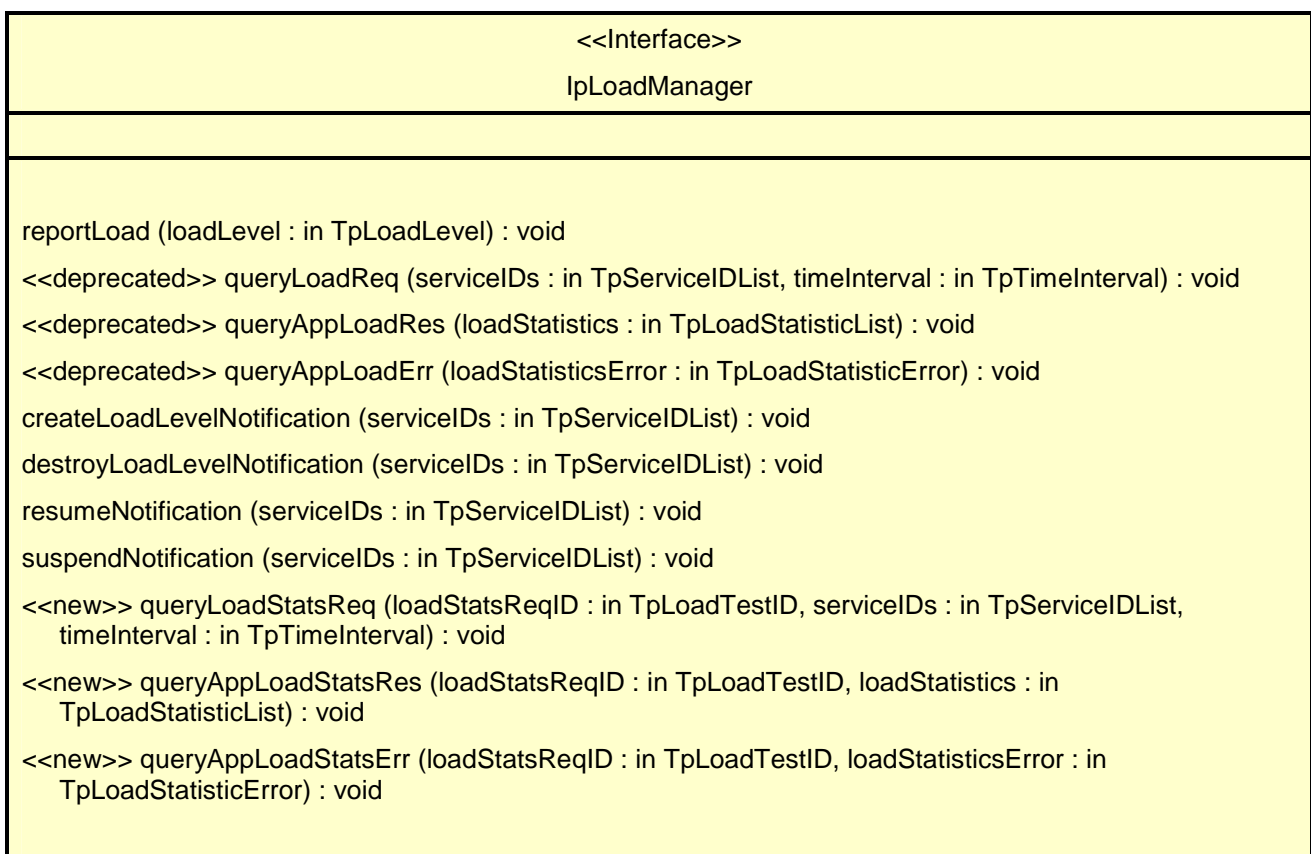 <<Interface>>
IpLoadManager
reportLoad (loadLevel : in TpLoadLevel) : void
<<deprecated>> queryLoadReq (serviceIDs : in TpServiceIDList, timeInterval : in TpTimeInterval) : void
<<deprecated>> queryAppLoadRes (loadStatistics : in TpLoadStatisticList) : void
<<deprecated>> queryAppLoadErr (loadStatisticsError : in TpLoadStatisticError) : void
createLoadLevelNotification (serviceIDs : in TpServiceIDList) : void
destroyLoadLevelNotification (serviceIDs : in TpServiceIDList) : void
resumeNotification (serviceIDs : in TpServiceIDList) : void
suspendNotification (serviceIDs : in TpServiceIDList) : void
<<new>> queryLoadStatsReq (loadStatsReqID : in TpLoadTestID, serviceIDs : in TpServiceIDList,
timeInterval : in TpTimeInterval) : void
<<new>> queryAppLoadStatsRes (loadStatsReqID : in TpLoadTestID, loadStatistics : in
TpLoadStatisticList) : void
<<new>> queryAppLoadStatsErr (loadStatsReqID : in TpLoadTestID, loadStatisticsError : in
TpLoadStatisticError) : void